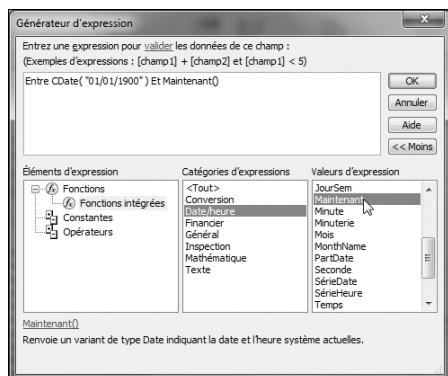 Générateur d'expression
Entrez une expression pour valider les données de ce champ :
(Exemples d'expressions : [champ1] + [champ2] et [champ1] < 5)
Entre CDate( "01/01/1900" ) Et Maintenant()
OK
Annuler
Aide
<< Moins
Éléments d'expression
Fonctions
Fonctions intégrées
Constantes
Opérateurs
Catégories d'expressions
<Tout>
Conversion
Date/heure
Financier
Général
Inspection
Mathématique
Texte
Valeurs d'expression
JourSem
Maintenant
Minute
Minuterie
Mois
MonthName
PartDate
Seconde
SérieDate
SérieHeure
Temps
Maintenant()
Renvoie un variant de type Date indiquant la date et l'heure système actuelles.